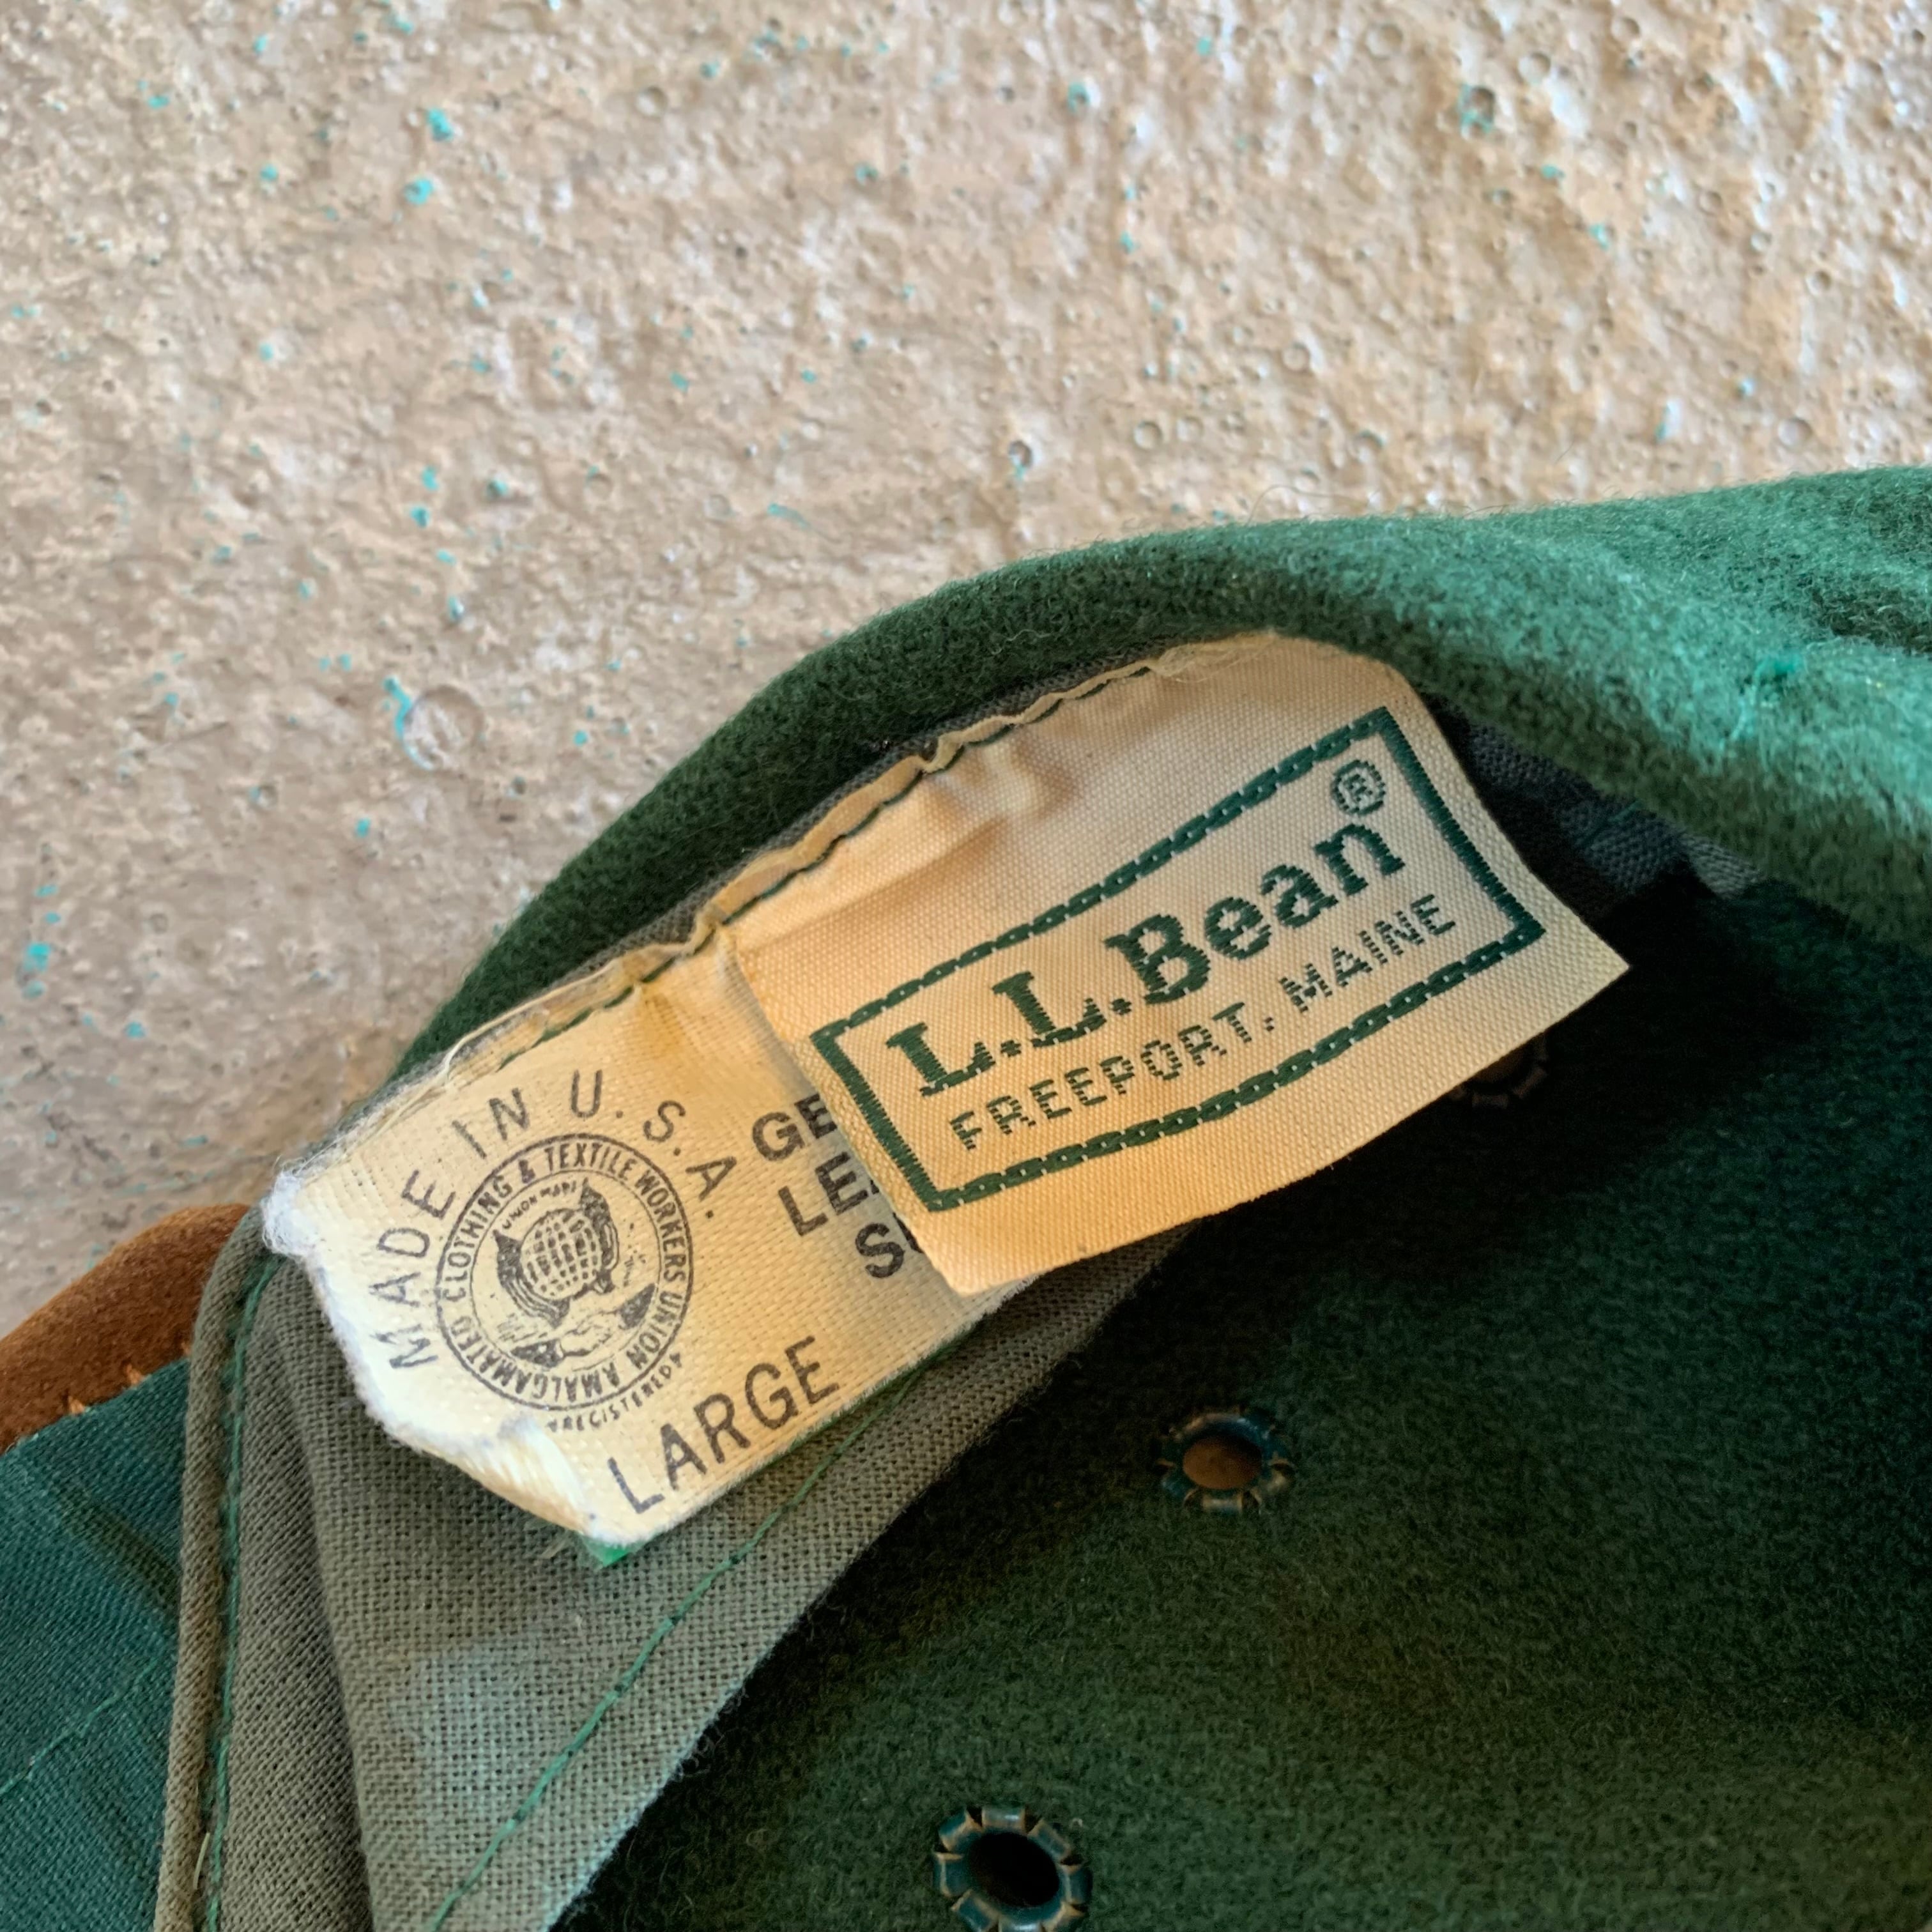 L.L.Bean®
FREEPORT, MAINE
MADE IN U.S.A.
AMALGAMATED CLOTHING & TEXTILE WORKERS UNION
UNION MADE
REGISTERED
LARGE